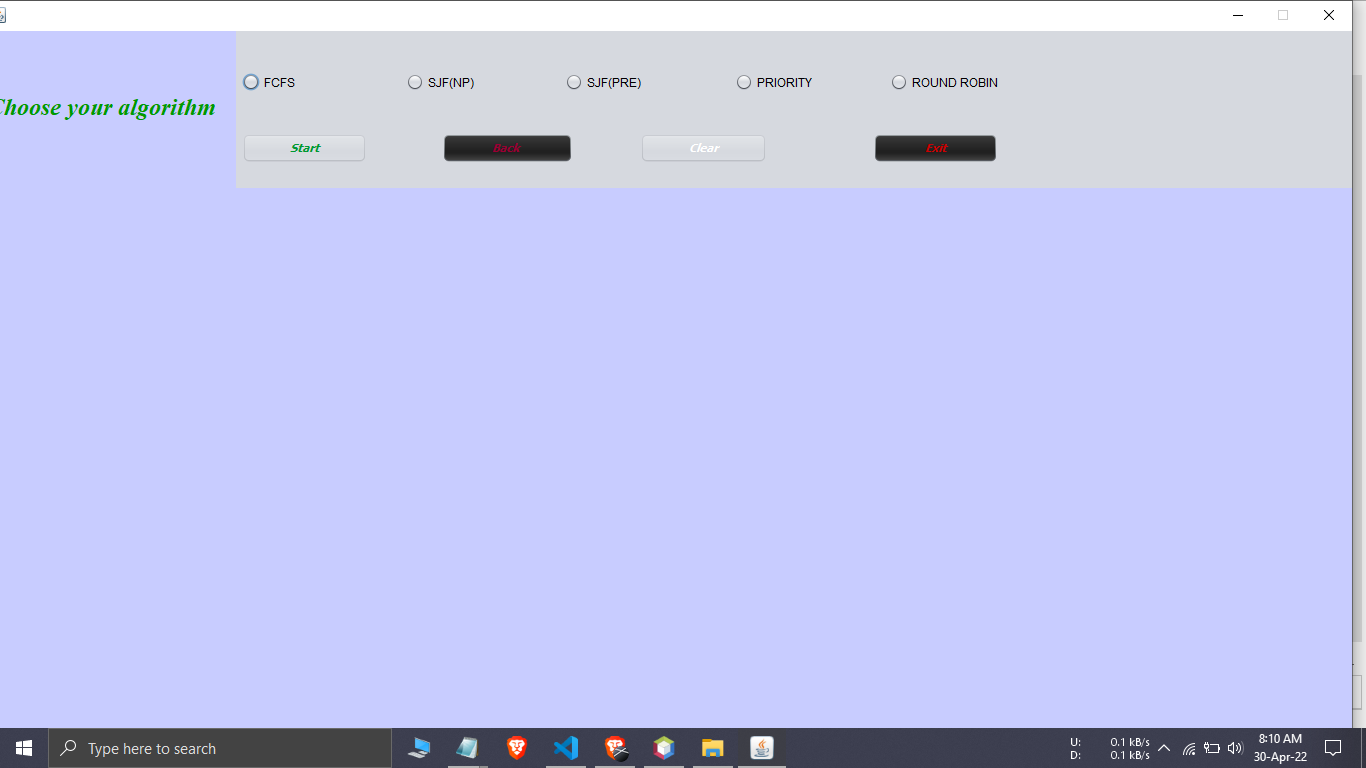 FCFS SJF(NP) SJF(PRE) PRIORITY ROUND ROBIN
Choose your algorithm
Start Back Clear Exit
Type here to search
U: 0.1 kB/s
D: 0.1 kB/s
8:10 AM
30-Apr-22